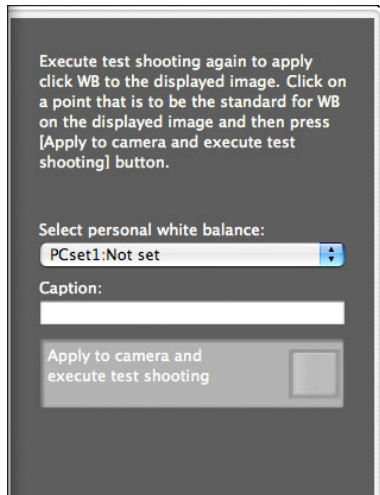 Execute test shooting again to apply
click WB to the displayed image. Click on
a point that is to be the standard for WB
on the displayed image and then press
[Apply to camera and execute test
shooting] button.
Select personal white balance:
PCset1:Not set
Caption:
Apply to camera and
execute test shooting